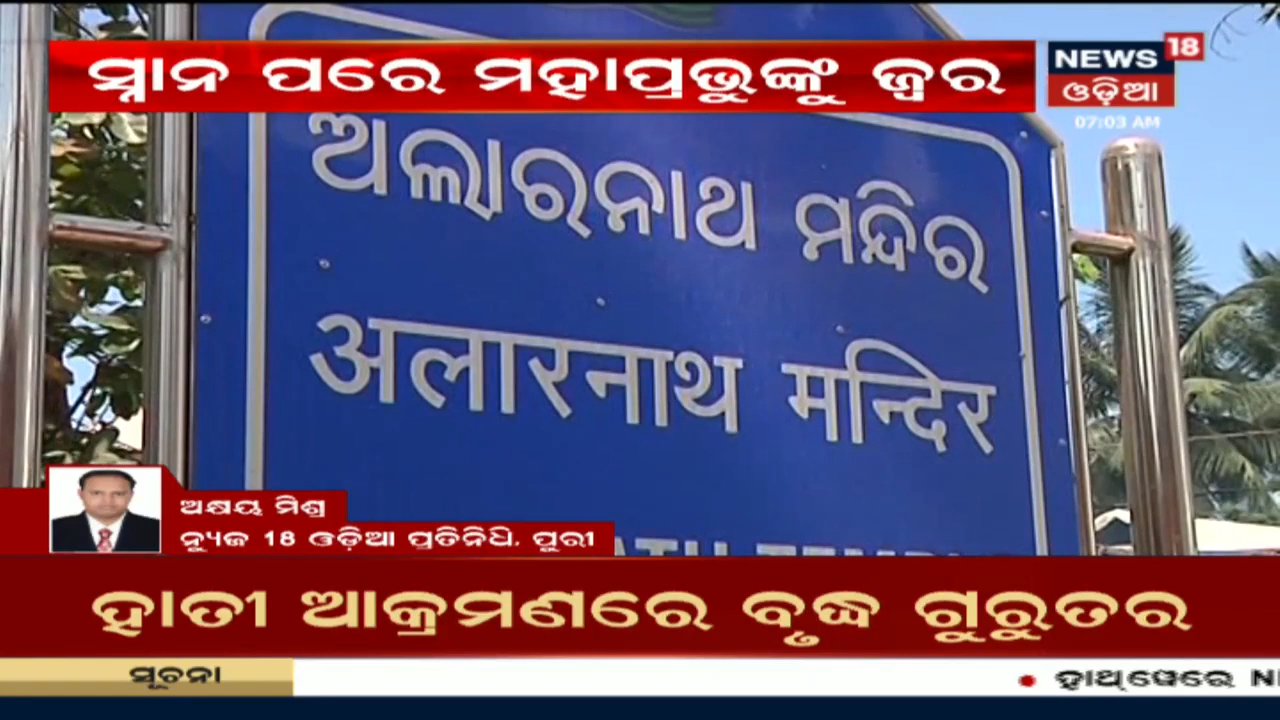 ସ୍ନାନ ପରେ ମହାପ୍ରଭୁଙ୍କୁ ଜ୍ୱର
NEWS 18
ଓଡ଼ିଆ
07:03 AM
ଅଲାରନାଥ ମନ୍ଦିର
अलारनाथ मन्दिर
ଅକ୍ଷୟ ମିଶ୍ର
ନ୍ୟୁଜ 18 ଓଡ଼ିଆ ପ୍ରତିନିଧି, ପୁରୀ
ହାତୀ ଆକ୍ରମଣରେ ବୃଦ୍ଧ ଗୁରୁତର
ସୂଚନା
ହାଥିୱେରେ